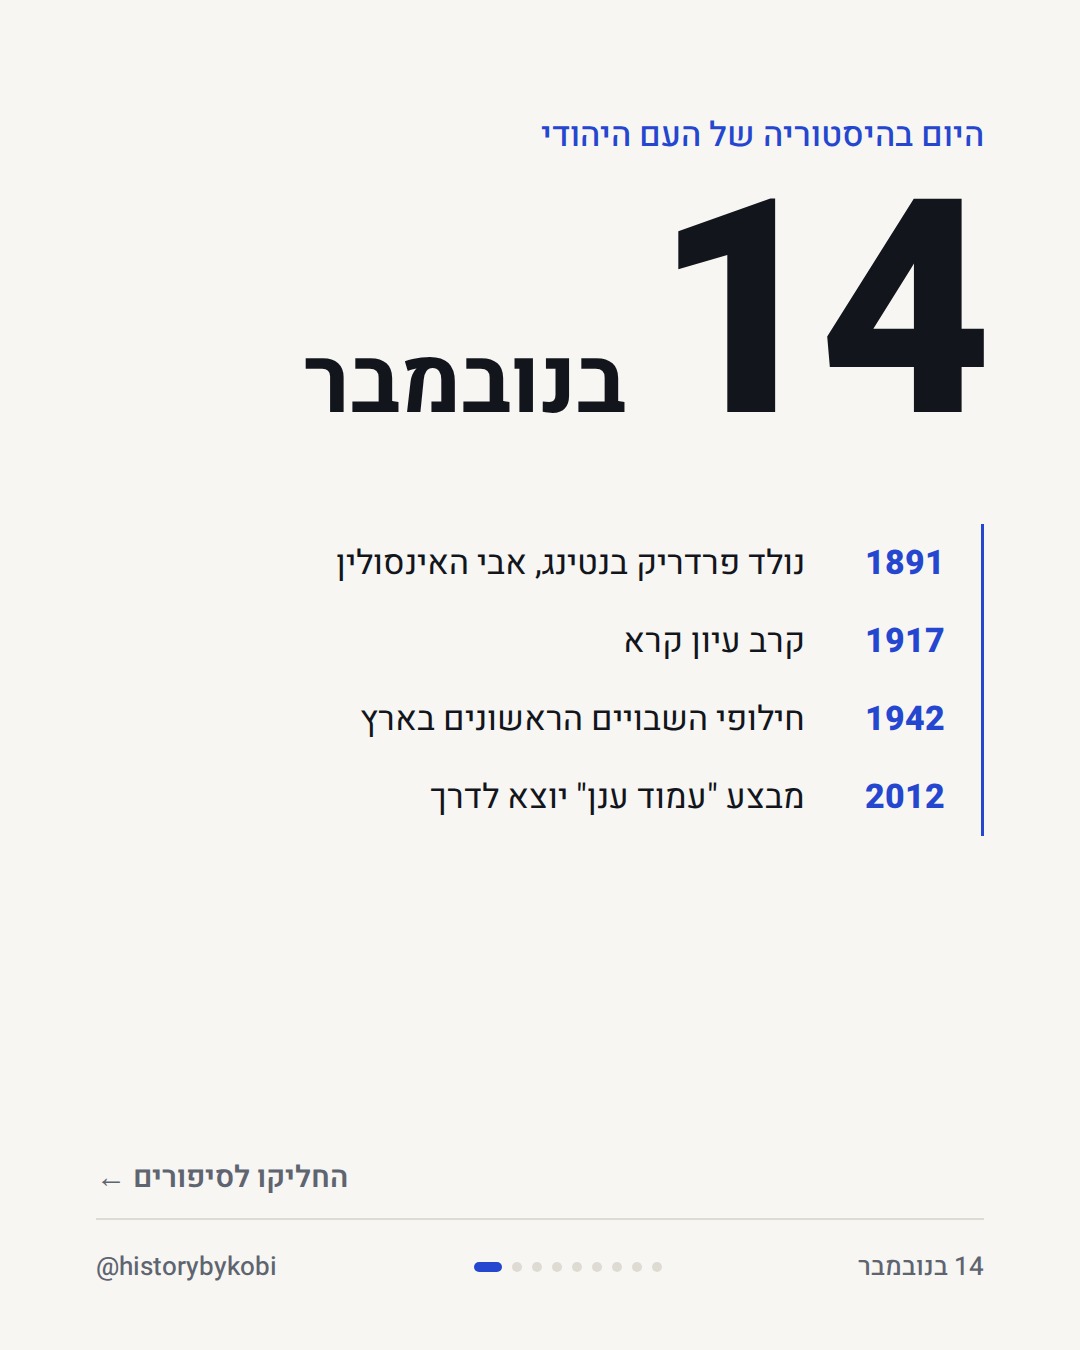 היום בהיסטוריה של העם היהודי
14 בנובמבר
1891 נולד פרדריק בנטינג, אבי האינסולין
1917 קרב עיון קרא
1942 חילופי השבויים הראשונים בארץ
2012 מבצע "עמוד ענן" יוצא לדרך
החליקו לסיפורים ←
14 בנובמבר
@historybykobi